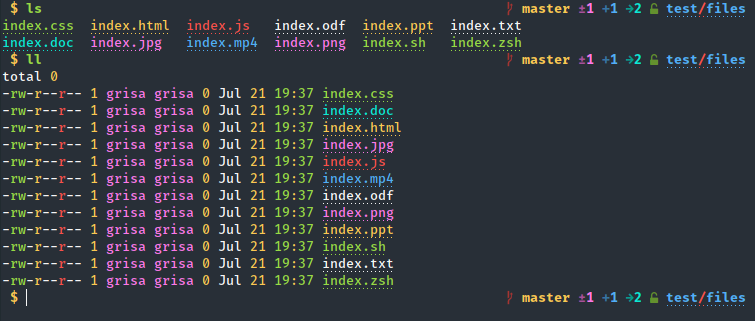 $ ls master ±1 +1 →2 test/files
index.css index.html index.js index.odf index.ppt index.txt
index.doc index.jpg index.mp4 index.png index.sh index.zsh
$ ll master ±1 +1 →2 test/files
total 0
-rw-r--r-- 1 grisa grisa 0 Jul 21 19:37 index.css
-rw-r--r-- 1 grisa grisa 0 Jul 21 19:37 index.doc
-rw-r--r-- 1 grisa grisa 0 Jul 21 19:37 index.html
-rw-r--r-- 1 grisa grisa 0 Jul 21 19:37 index.jpg
-rw-r--r-- 1 grisa grisa 0 Jul 21 19:37 index.js
-rw-r--r-- 1 grisa grisa 0 Jul 21 19:37 index.mp4
-rw-r--r-- 1 grisa grisa 0 Jul 21 19:37 index.odf
-rw-r--r-- 1 grisa grisa 0 Jul 21 19:37 index.png
-rw-r--r-- 1 grisa grisa 0 Jul 21 19:37 index.ppt
-rw-r--r-- 1 grisa grisa 0 Jul 21 19:37 index.sh
-rw-r--r-- 1 grisa grisa 0 Jul 21 19:37 index.txt
-rw-r--r-- 1 grisa grisa 0 Jul 21 19:37 index.zsh
$ master ±1 +1 →2 test/files